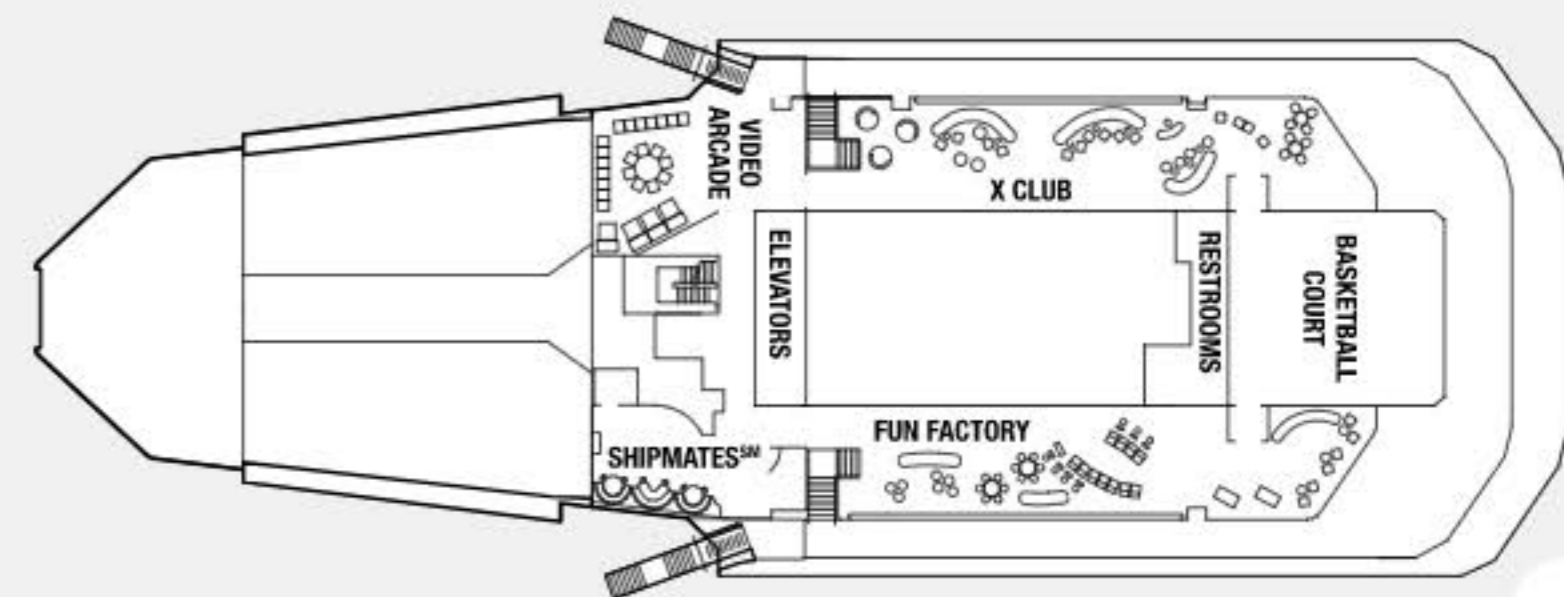 VIDEO
ARCADE
X CLUB
ELEVATORS
RESTROOMS
BASKETBALL
COURT
FUN FACTORY
SHIPMATES℠